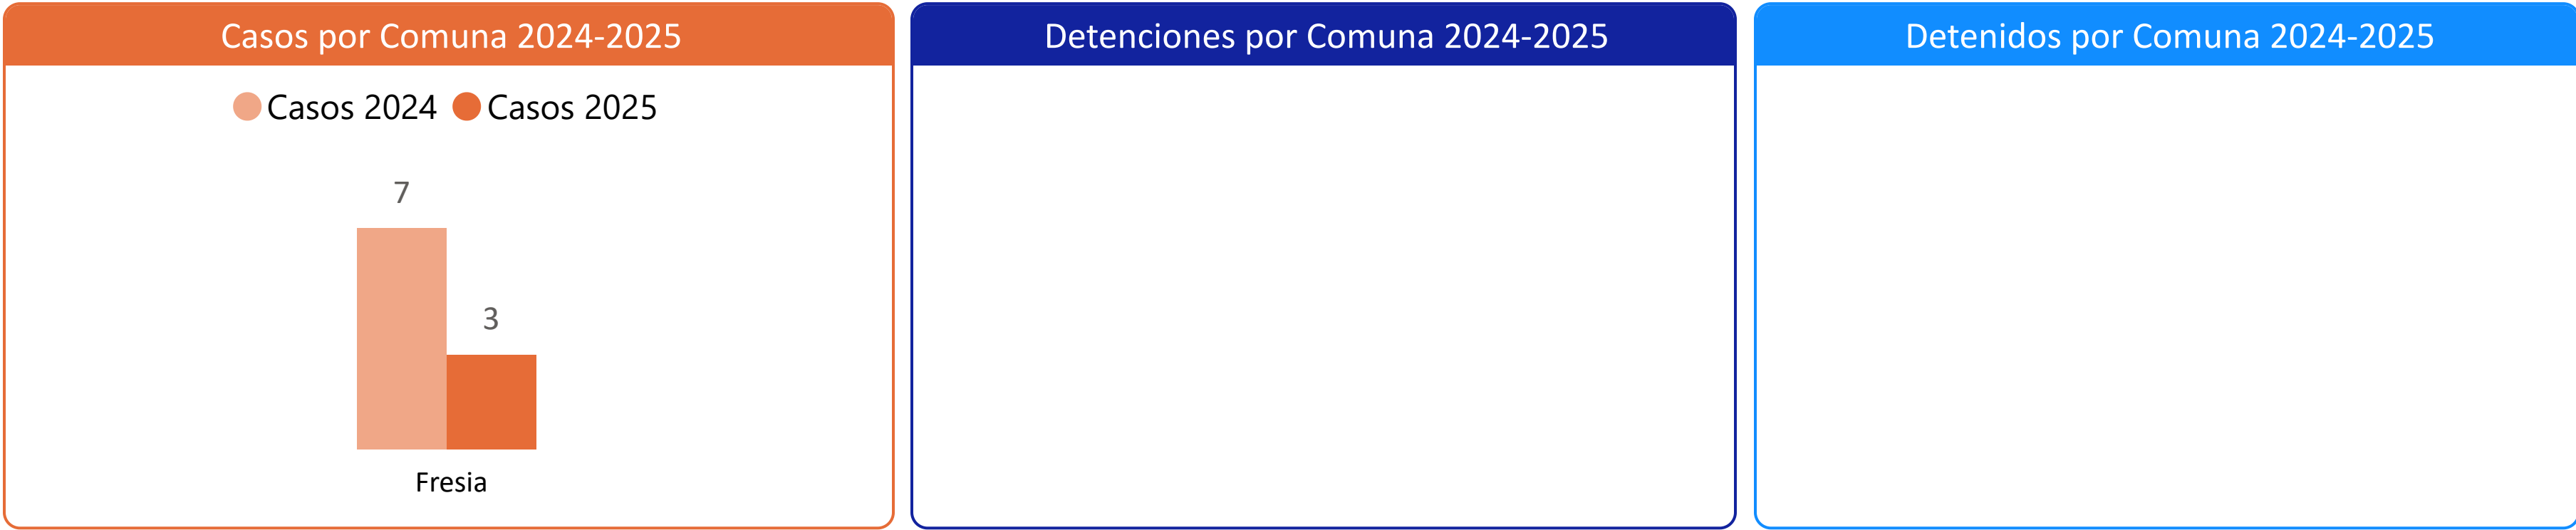 Casos por Comuna 2024-2025
Casos 2024 Casos 2025
7
3
Fresia
Detenciones por Comuna 2024-2025
Detenidos por Comuna 2024-2025